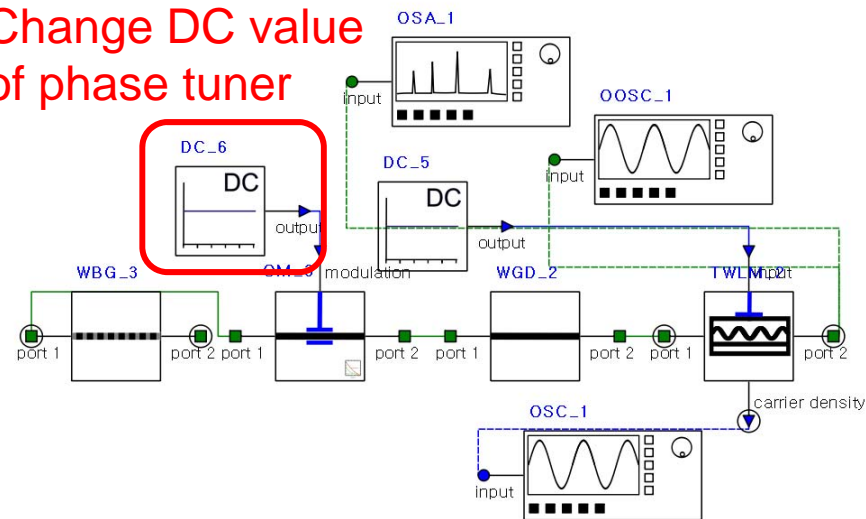 Change DC value
of phase tuner
OSA_1
input
OOSC_1
input
DC_6
DC
output
DC_5
DC
output
WBG_3
port 1
port 2
modulation
port 1
port 2
WGD_2
port 1
port 2
TWLM_2
input
port 1
port 2
carrier density
OSC_1
input